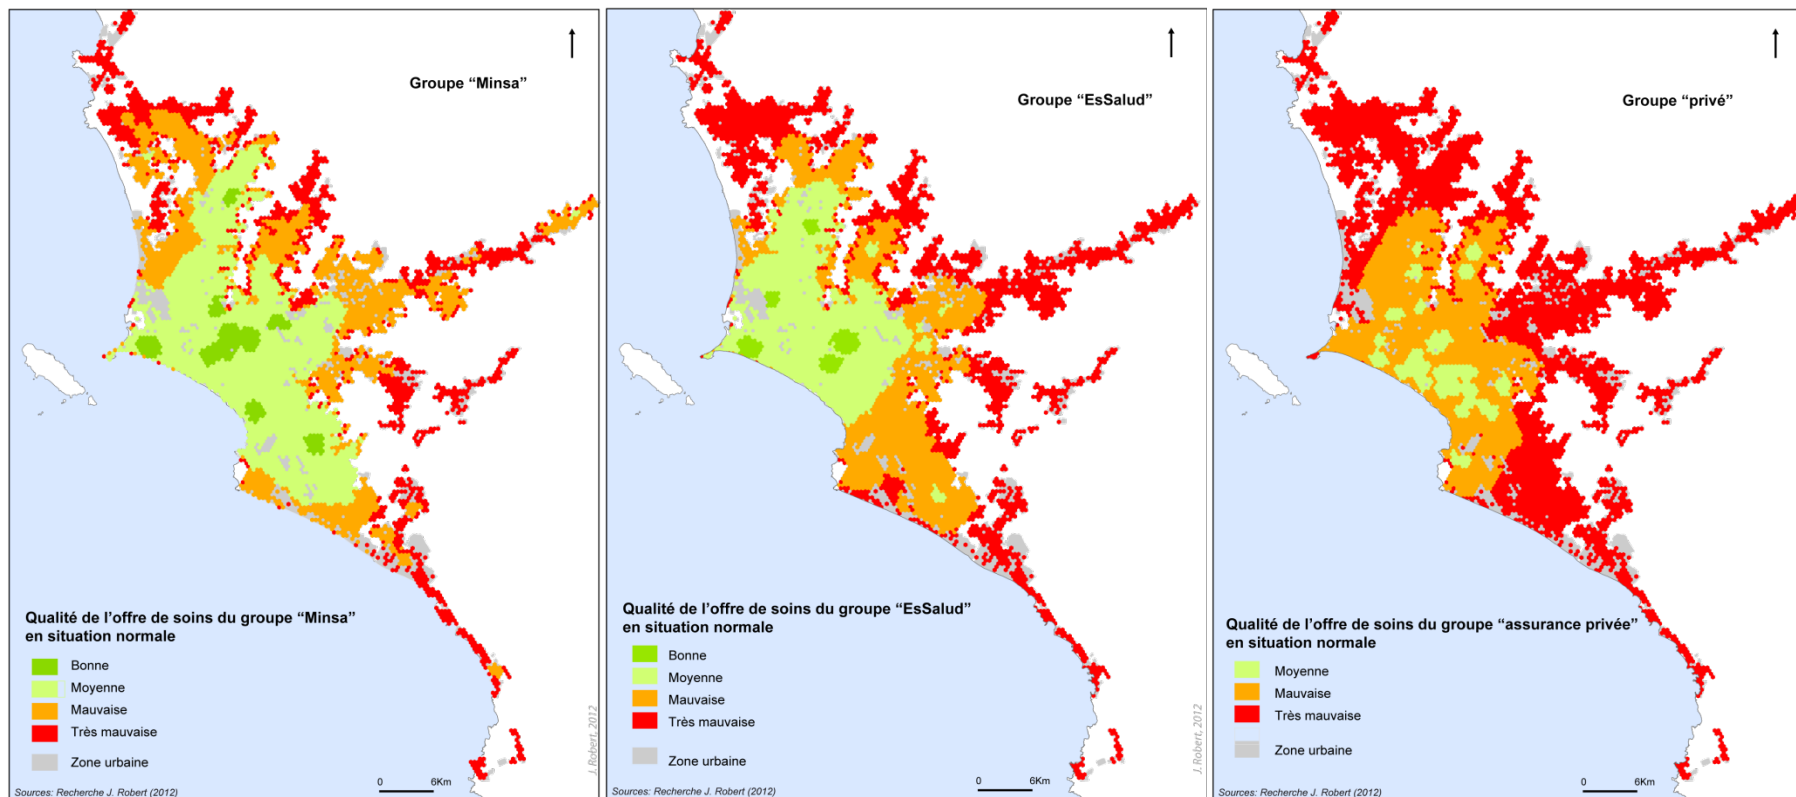 Groupe “Minsa”
Qualité de l’offre de soins du groupe “Minsa”
en situation normale
Bonne
Moyenne
Mauvaise
Très mauvaise
Zone urbaine
0 6Km
Sources: Recherche J. Robert (2012)
J. Robert, 2012
Groupe “EsSalud”
Qualité de l’offre de soins du groupe “EsSalud”
en situation normale
Bonne
Moyenne
Mauvaise
Très mauvaise
Zone urbaine
0 6Km
Sources: Recherche J. Robert (2012)
J. Robert, 2012
Groupe “privé”
Qualité de l’offre de soins du groupe “assurance privée”
en situation normale
Moyenne
Mauvaise
Très mauvaise
Zone urbaine
0 6Km
Sources: Recherche J. Robert (2012)